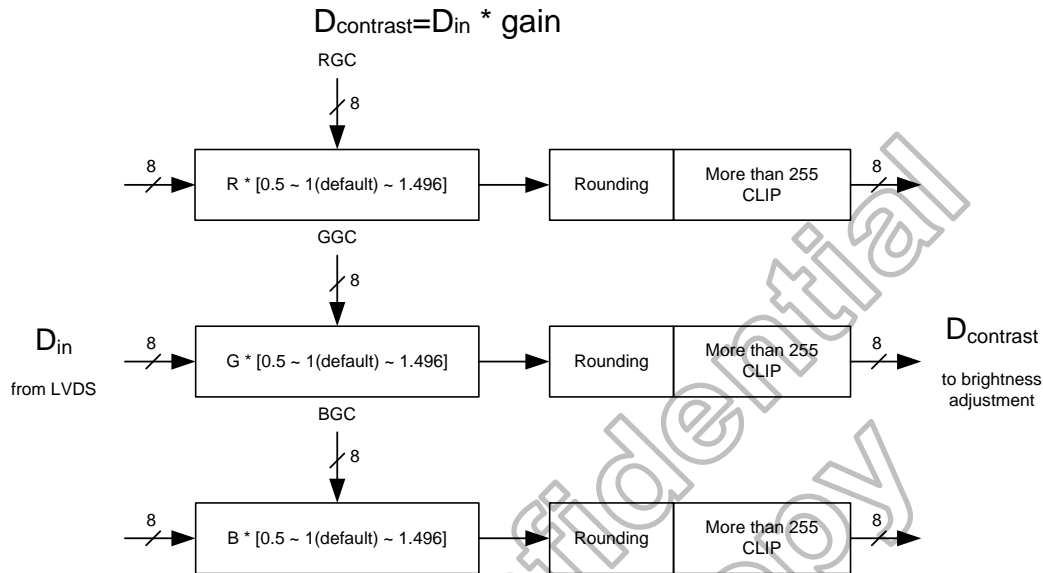 Dcontrast=Din * gain
RGC
8
8
R * [0.5 ~ 1(default) ~ 1.496]
Rounding
More than 255
CLIP
8
GGC
8
Din
from LVDS
8
G * [0.5 ~ 1(default) ~ 1.496]
Rounding
More than 255
CLIP
8
Dcontrast
to brightness
adjustment
BGC
8
8
B * [0.5 ~ 1(default) ~ 1.496]
Rounding
More than 255
CLIP
8